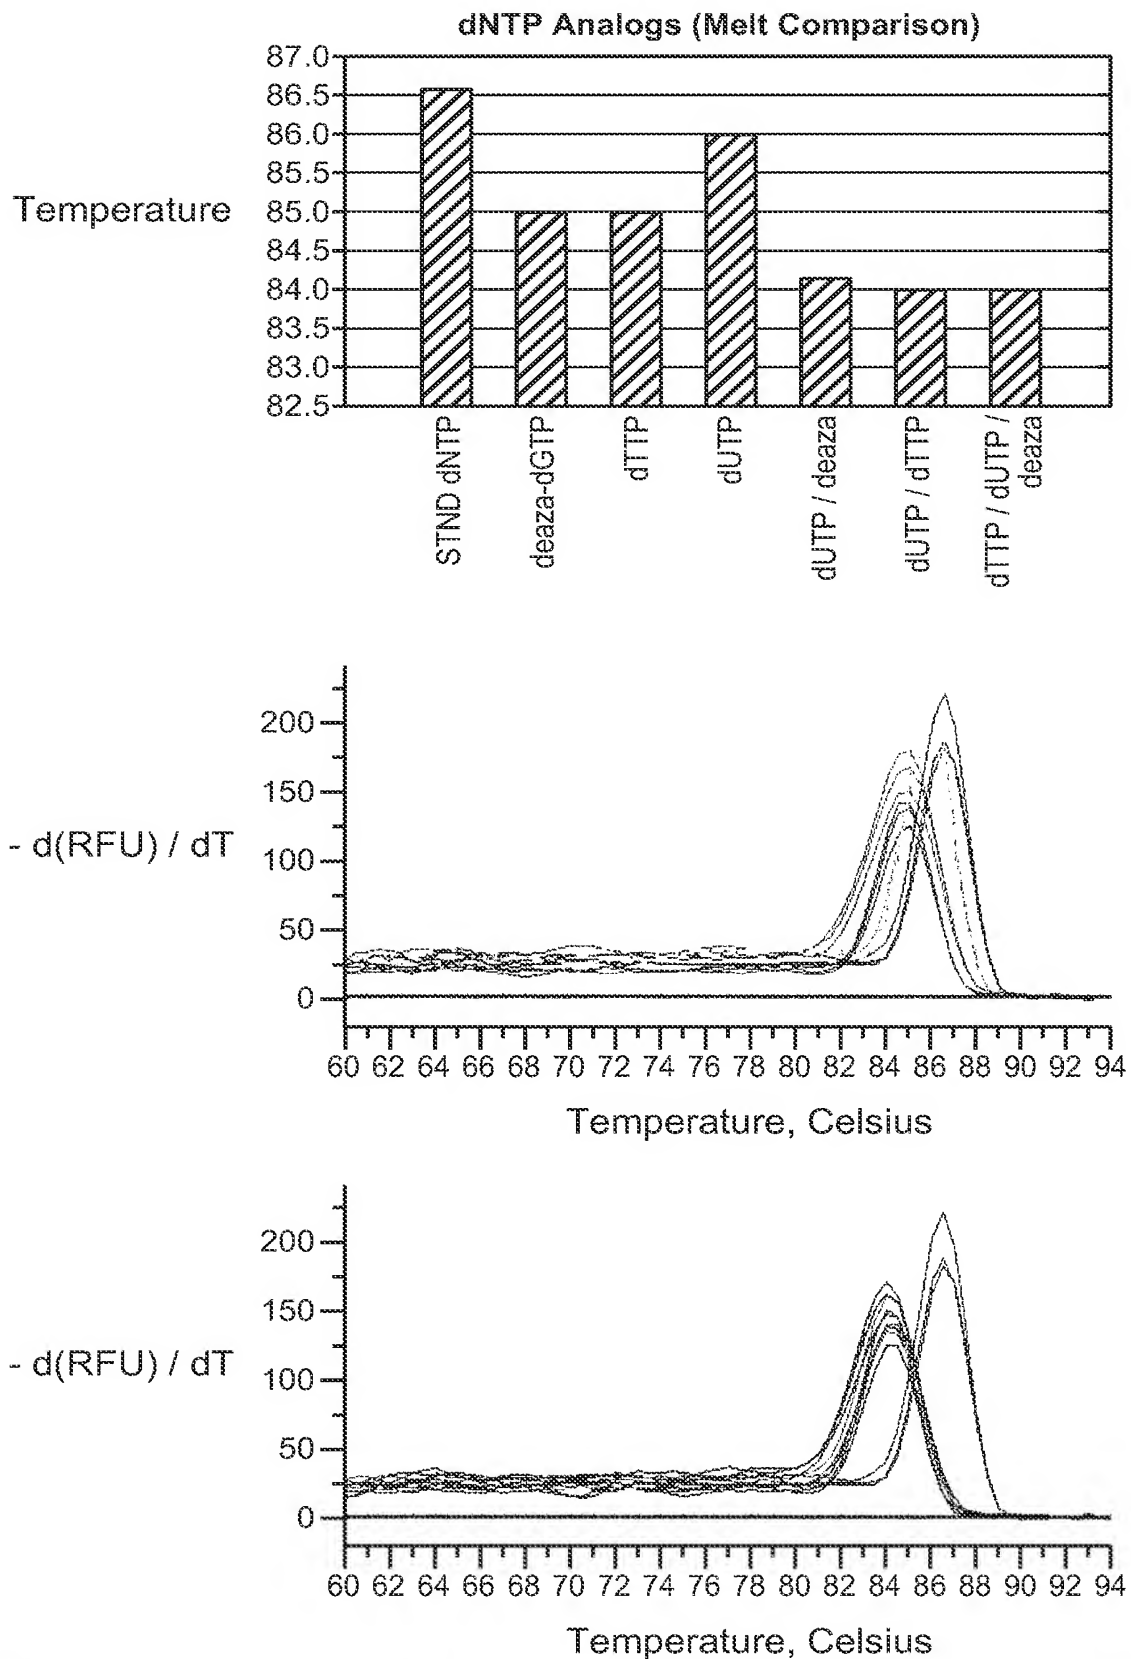 dNTP Analogs (Melt Comparison)
87.0
86.5
86.0
85.5
Temperature
85.0
84.5
84.0
83.5
83.0
82.5
STND dNTP
deaza-dGTP
dTTP
dUTP
dUTP / deaza
dUTP / dTTP
dTTP / dUTP /
deaza
200
150
- d(RFU) / dT
100
50
0
60 62 64 66 68 70 72 74 76 78 80 82 84 86 88 90 92 94
Temperature, Celsius
200
150
- d(RFU) / dT
100
50
0
60 62 64 66 68 70 72 74 76 78 80 82 84 86 88 90 92 94
Temperature, Celsius